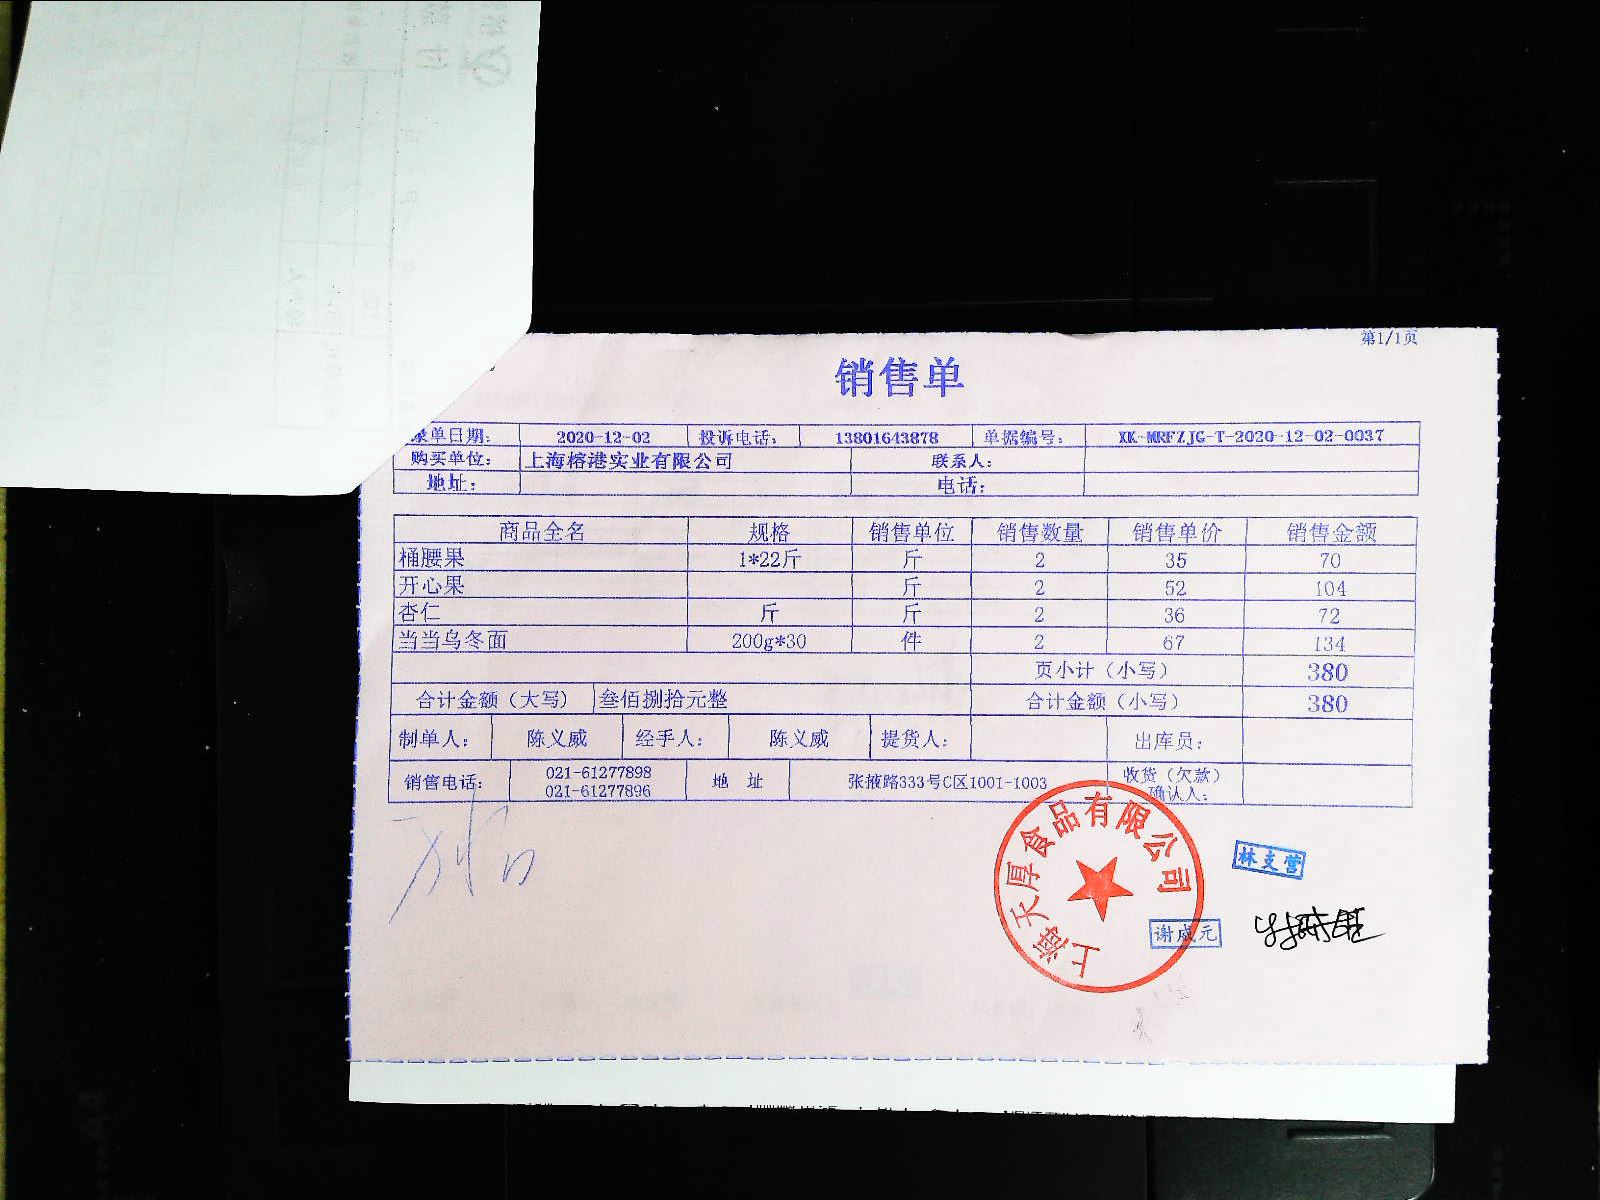 第1/1页
销售单
录单日期: 2020-12-02 投诉电话: 13801643878 单据编号: XK-MRFZJG-T-2020-12-02-0037
购买单位: 上海榕港实业有限公司 联系人:
地址: 电话:
商品全名 规格 销售单位 销售数量 销售单价 销售金额
桶腰果 1*22斤 斤 2 35 70
开心果 斤 2 52 104
杏仁 斤 斤 2 36 72
当当乌冬面 200g*30 件 2 67 134
页小计（小写） 380
合计金额（大写） 叁佰捌拾元整 合计金额（小写） 380
制单人: 陈义威 经手人: 陈义威 提货人: 出库员:
销售电话: 021-61277898 021-61277896 地 址 张掖路333号C区1001-1003 收货（欠款）确认人:
上海天厚食品有限公司
林支营
谢成元